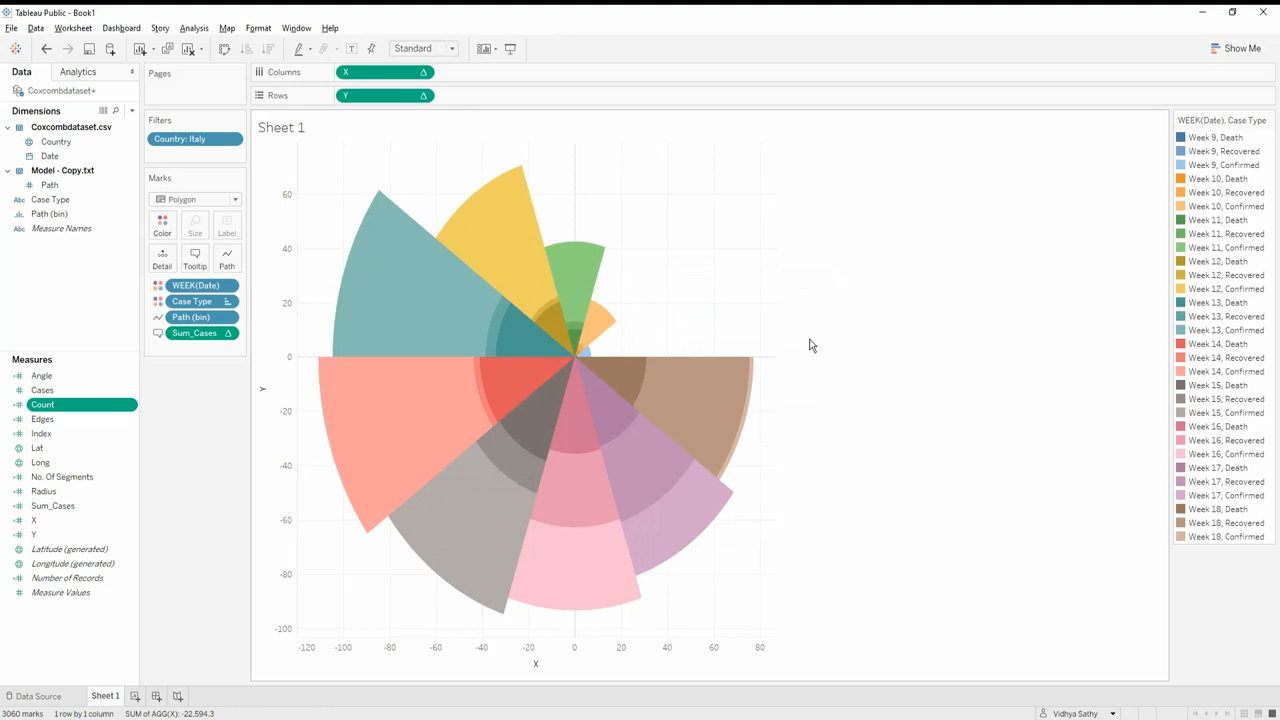 Tableau Public - Book1
File Data Worksheet Dashboard Story Analysis Map Format Window Help
Standard
Show Me
Data Analytics
Coxcombdataset+
Dimensions
Coxcombdataset.csv
Country
Date
Model - Copy.txt
Path
Case Type
Path (bin)
Measure Names
Measures
Angle
Cases
Count
Edges
Index
Lat
Long
No. Of Segments
Radius
Sum_Cases
X
Y
Latitude (generated)
Longitude (generated)
Number of Records
Measure Values
Pages
Filters
Country: Italy
Marks
Polygon
Color Size Label
Detail Tooltip Path
WEEK(Date)
Case Type
Path (bin)
Sum_Cases
Columns X
Rows Y
Sheet 1
60
40
20
0
-20
-40
-60
-80
-100
Y
-120 -100 -80 -60 -40 -20 0 20 40 60 80
X
WEEK(Date), Case Type
Week 9, Death
Week 9, Recovered
Week 9, Confirmed
Week 10, Death
Week 10, Recovered
Week 10, Confirmed
Week 11, Death
Week 11, Recovered
Week 11, Confirmed
Week 12, Death
Week 12, Recovered
Week 12, Confirmed
Week 13, Death
Week 13, Recovered
Week 13, Confirmed
Week 14, Death
Week 14, Recovered
Week 14, Confirmed
Week 15, Death
Week 15, Recovered
Week 15, Confirmed
Week 16, Death
Week 16, Recovered
Week 16, Confirmed
Week 17, Death
Week 17, Recovered
Week 17, Confirmed
Week 18, Death
Week 18, Recovered
Week 18, Confirmed
Data Source Sheet 1
3060 marks 1 row by 1 column SUM of AGG(X): -22,594.3 Vidhya Sathy